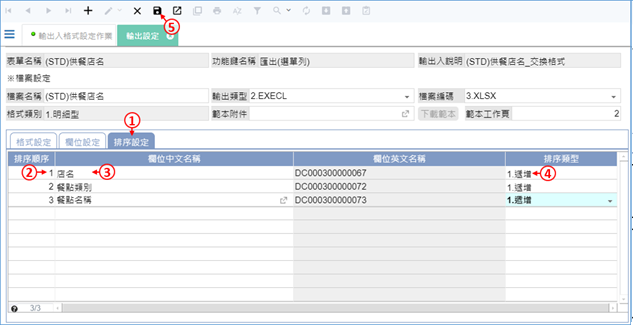 ⑤
輸出入格式設定作業 輸出設定
表單名稱 (STD)供餐店名 功能鍵名稱 匯出(選單列) 輸出入說明 (STD)供餐店名_交換格式
※檔案設定
檔案名稱 (STD)供餐店名 輸出類型 2.EXECL 檔案編碼 3.XLSX
格式類別 1.明細型 範本附件 下載範本 範本工作頁 2
①
格式設定 欄位設定 排序設定
排序順序 欄位中文名稱 欄位英文名稱 排序類型
② 1 店名 ③ DC000300000067 1.遞增 ④
2 餐點類別 DC000300000072 1.遞增
3 餐點名稱 DC000300000073 1.遞增
3/3